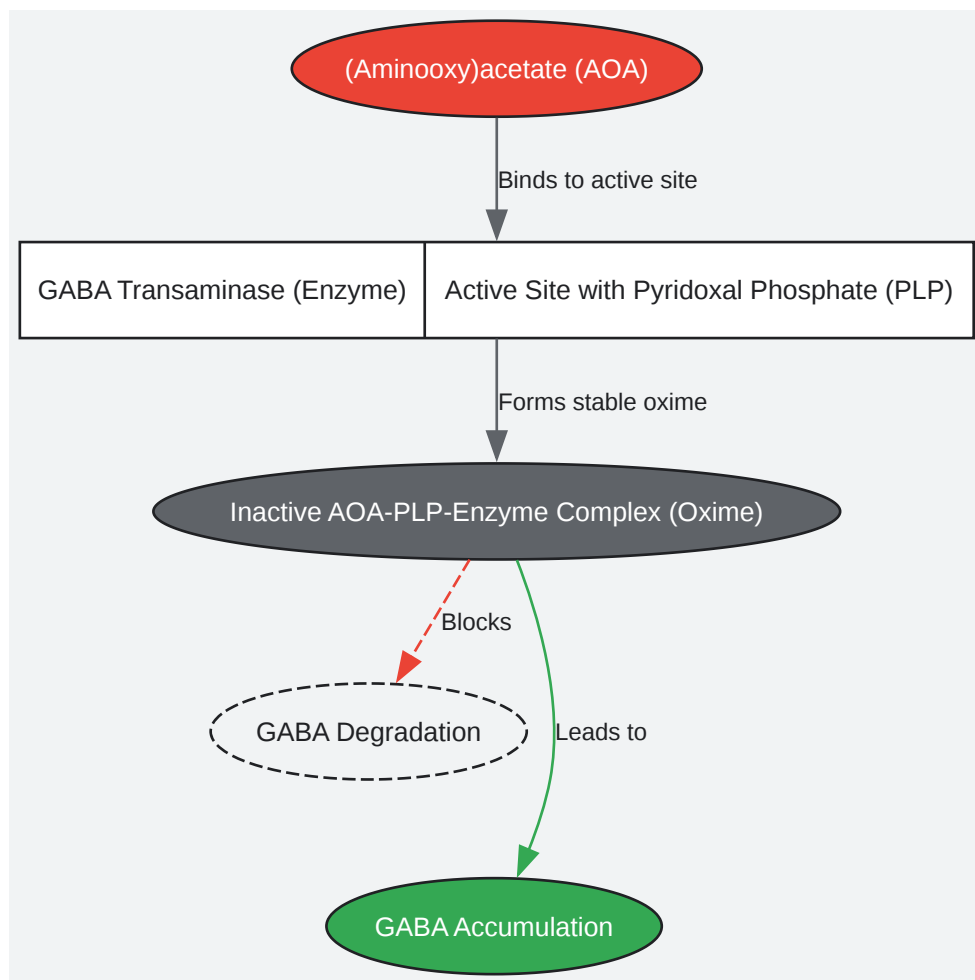 (Aminooxy)acetate (AOA)
Binds to active site
GABA Transaminase (Enzyme)
Active Site with Pyridoxal Phosphate (PLP)
Forms stable oxime
Inactive AOA-PLP-Enzyme Complex (Oxime)
Blocks
GABA Degradation
Leads to
GABA Accumulation